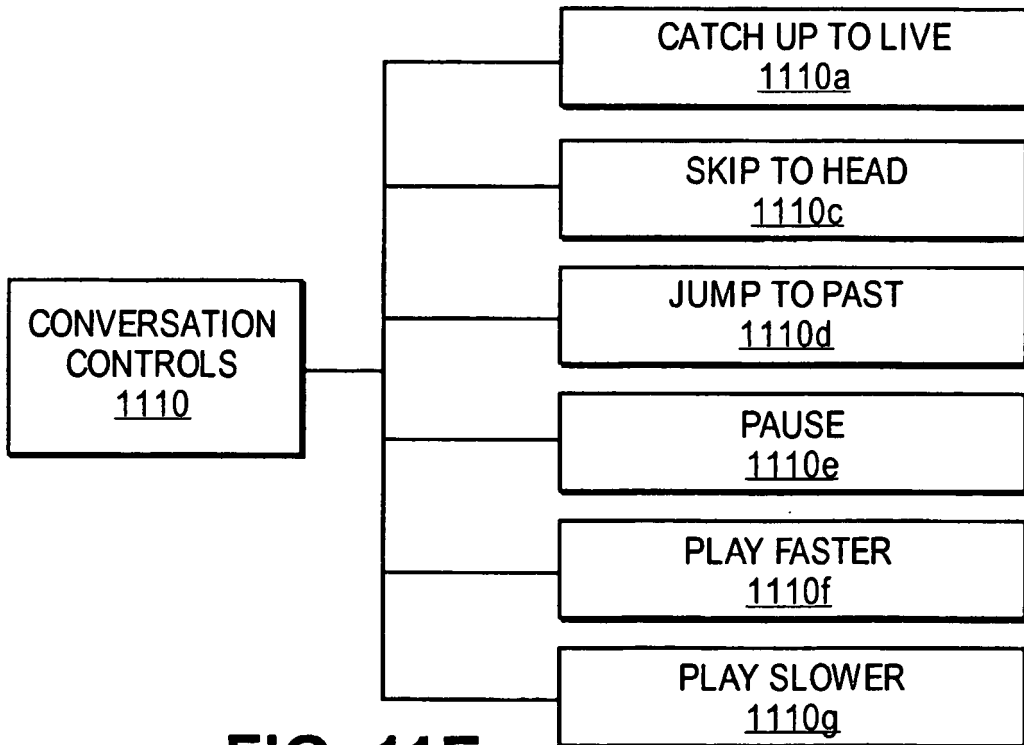 CATCH UP TO LIVE
1110a
SKIP TO HEAD
1110c
JUMP TO PAST
1110d
CONVERSATION
CONTROLS
1110
PAUSE
1110e
PLAY FASTER
1110f
PLAY SLOWER
1110g